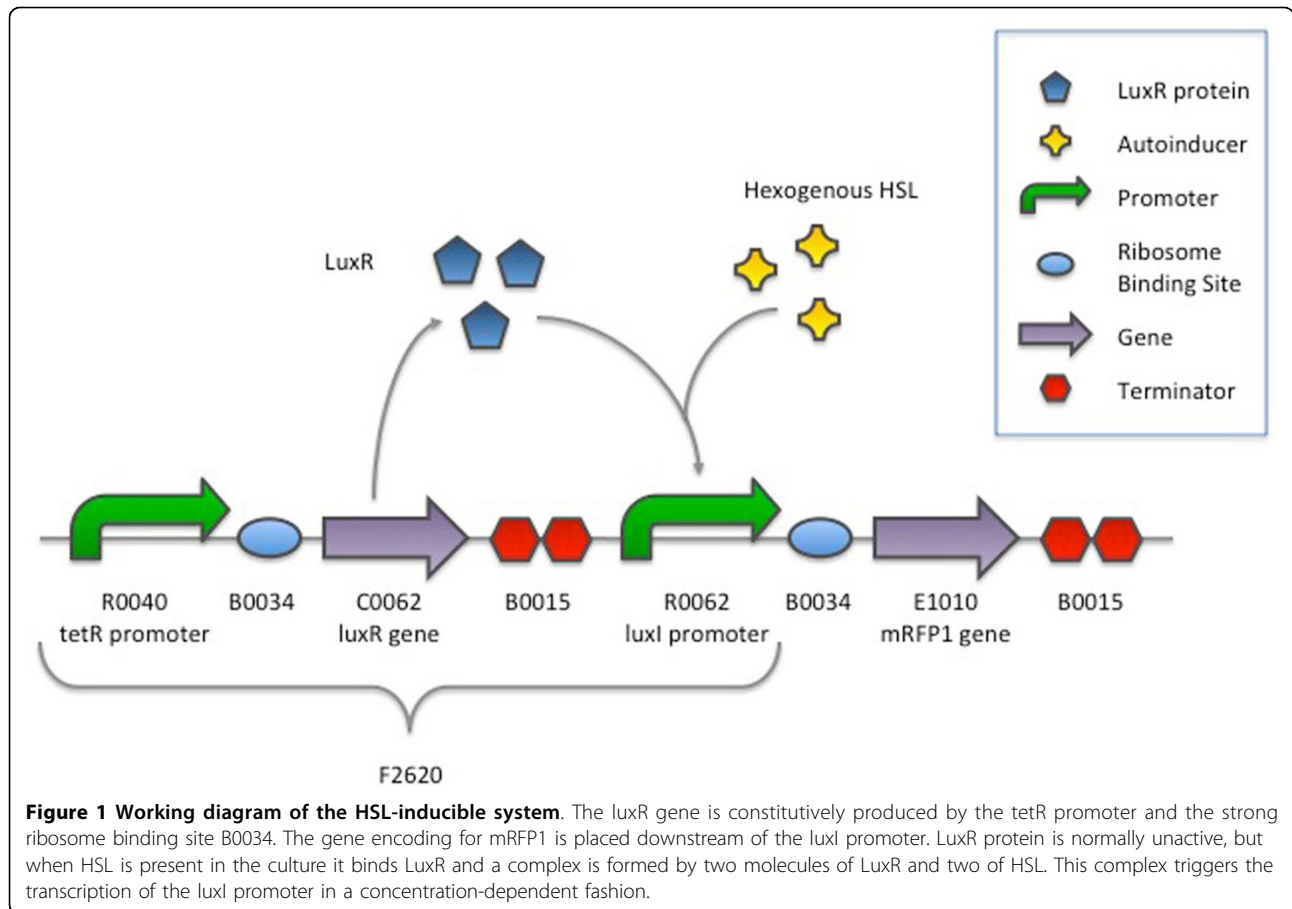 LuxR protein
Autoinducer
Promoter
Ribosome
Binding Site
Gene
Terminator
Hexogenous HSL
LuxR
R0040
tetR promoter
B0034
C0062
luxR gene
B0015
R0062
luxI promoter
B0034
E1010
mRFP1 gene
B0015
F2620
Figure 1 Working diagram of the HSL-inducible system. The luxR gene is constitutively produced by the tetR promoter and the strong
ribosome binding site B0034. The gene encoding for mRFP1 is placed downstream of the luxI promoter. LuxR protein is normally unactive, but
when HSL is present in the culture it binds LuxR and a complex is formed by two molecules of LuxR and two of HSL. This complex triggers the
transcription of the luxI promoter in a concentration-dependent fashion.